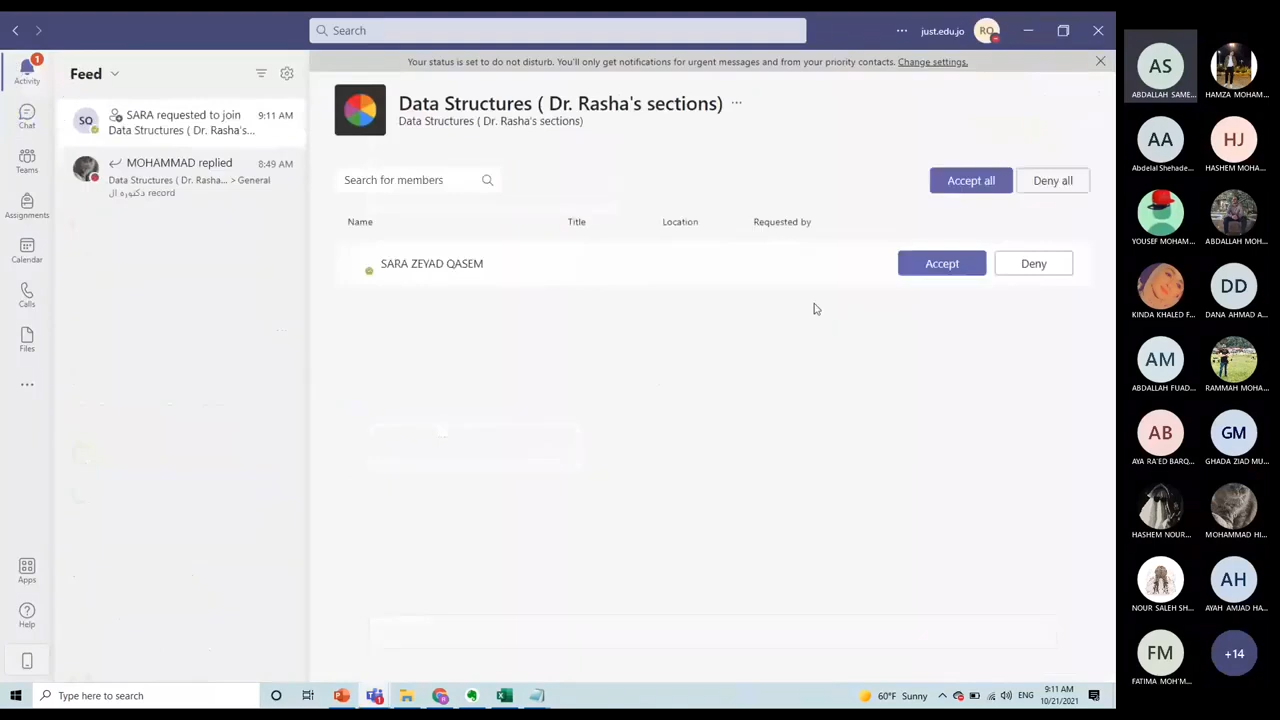 Search
just.edu.jo
RO
Your status is set to do not disturb. You'll only get notifications for urgent messages and from your priority contacts. Change settings.
1
Activity
Chat
Teams
Assignments
Calendar
Calls
Files
Apps
Help
Feed
SO
SARA requested to join
9:11 AM
Data Structures ( Dr. Rasha's...
MOHAMMAD replied
8:49 AM
Data Structures ( Dr. Rasha... > General
دكتوره ال record
Data Structures ( Dr. Rasha's sections)
Data Structures ( Dr. Rasha's sections)
Search for members
Accept all
Deny all
Name
Title
Location
Requested by
SARA ZEYAD QASEM
Accept
Deny
Type here to search
60°F Sunny
ENG
9:11 AM
10/21/2021
AS
ABDALLAH SAME...
HAMZA MOHAM...
AA
Abdelal Shehade...
HJ
HASHEM MOHA...
YOUSEF MOHAM...
ABDALLAH MOH...
KINDA KHALED F...
DD
DANA AHMAD A...
AM
ABDALLAH FUAD...
RAMMAH MOHA...
AB
AYA RA'ED BARQ...
GM
GHADA ZIAD MU...
HASHEM NOUR...
MOHAMMAD HI...
NOUR SALEH SH...
AH
AYAH AMJAD HA...
FM
FATIMA MOH'M...
+14